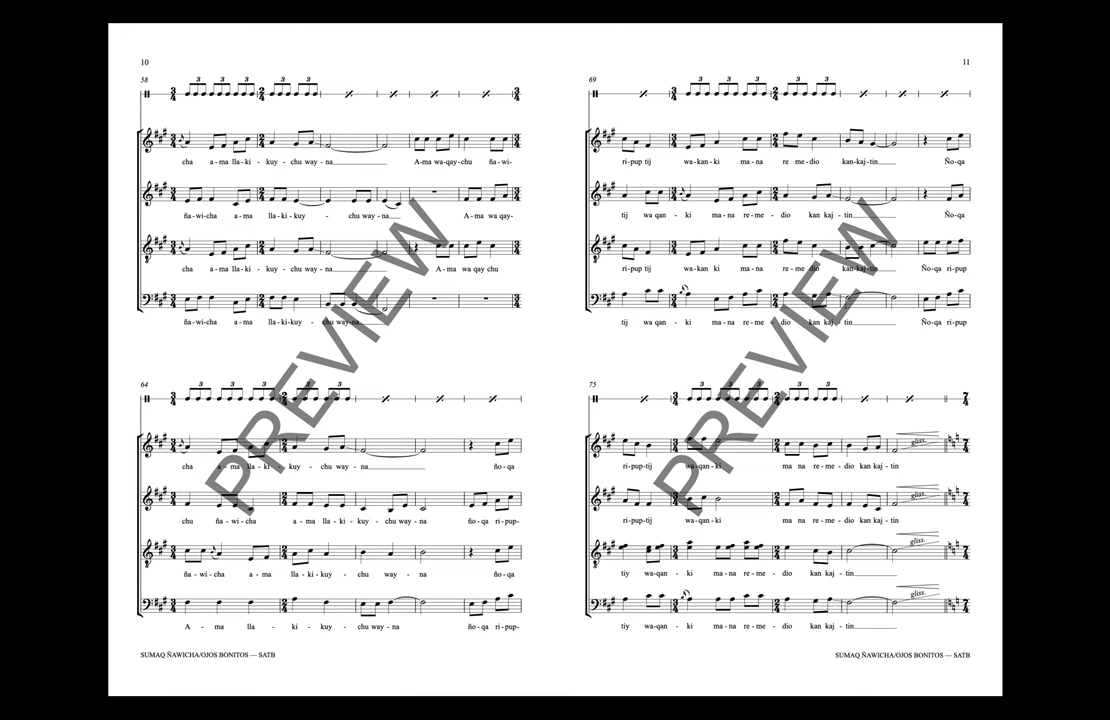 10
58
cha a - ma lla - ki - kuy - chu way - na A-ma wa-qay-chu ña-wi-
ña - wi - cha a - ma lla - ki - kuy - chu way - na A - ma wa-qay-
cha a - ma lla - ki - kuy - chu way - na A - ma wa qay chu
ña - wi - cha a - ma lla - ki - kuy - chu way - na
64
cha a - ma lla - ki - kuy - chu way - na ño - qa
chu ña - wi - cha a - ma lla - ki - kuy - chu way - na ño - qa ri - pup-
ña - wi - cha a - ma lla - ki - kuy - chu way - na ño - qa
A - ma lla - ki - kuy - chu way - na ño - qa ri - pup-
SUMAQ ÑAWICHA/OJOS BONITOS — SATB
11
69
ri - pup tij wa - kan - ki ma - na re me - dio kan - kaj - tin Ño - qa
tij wa qan - ki ma - na re - me - dio kan kaj - tin Ño - qa
ri - pup - tij wa - kan ki ma - na re - me dio kan - kaj - tin Ño - qa ri pup
tij wa qan - ki ma - na re - me - dio kan kaj - tin Ño - qa ri pup
75
ri - pup - tij wa - qan - ki ma na re - me - dio kan kaj - tin gliss.
ri - pup - tij wa - qan - ki ma na re - me - dio kan kaj - tin gliss.
tiy wa - qan - ki ma - na re - me - dio kan kaj - tin gliss.
tiy wa - qan - ki ma - na re - me - dio kan kaj - tin gliss.
SUMAQ ÑAWICHA/OJOS BONITOS — SATB
PREVIEW
PREVIEW